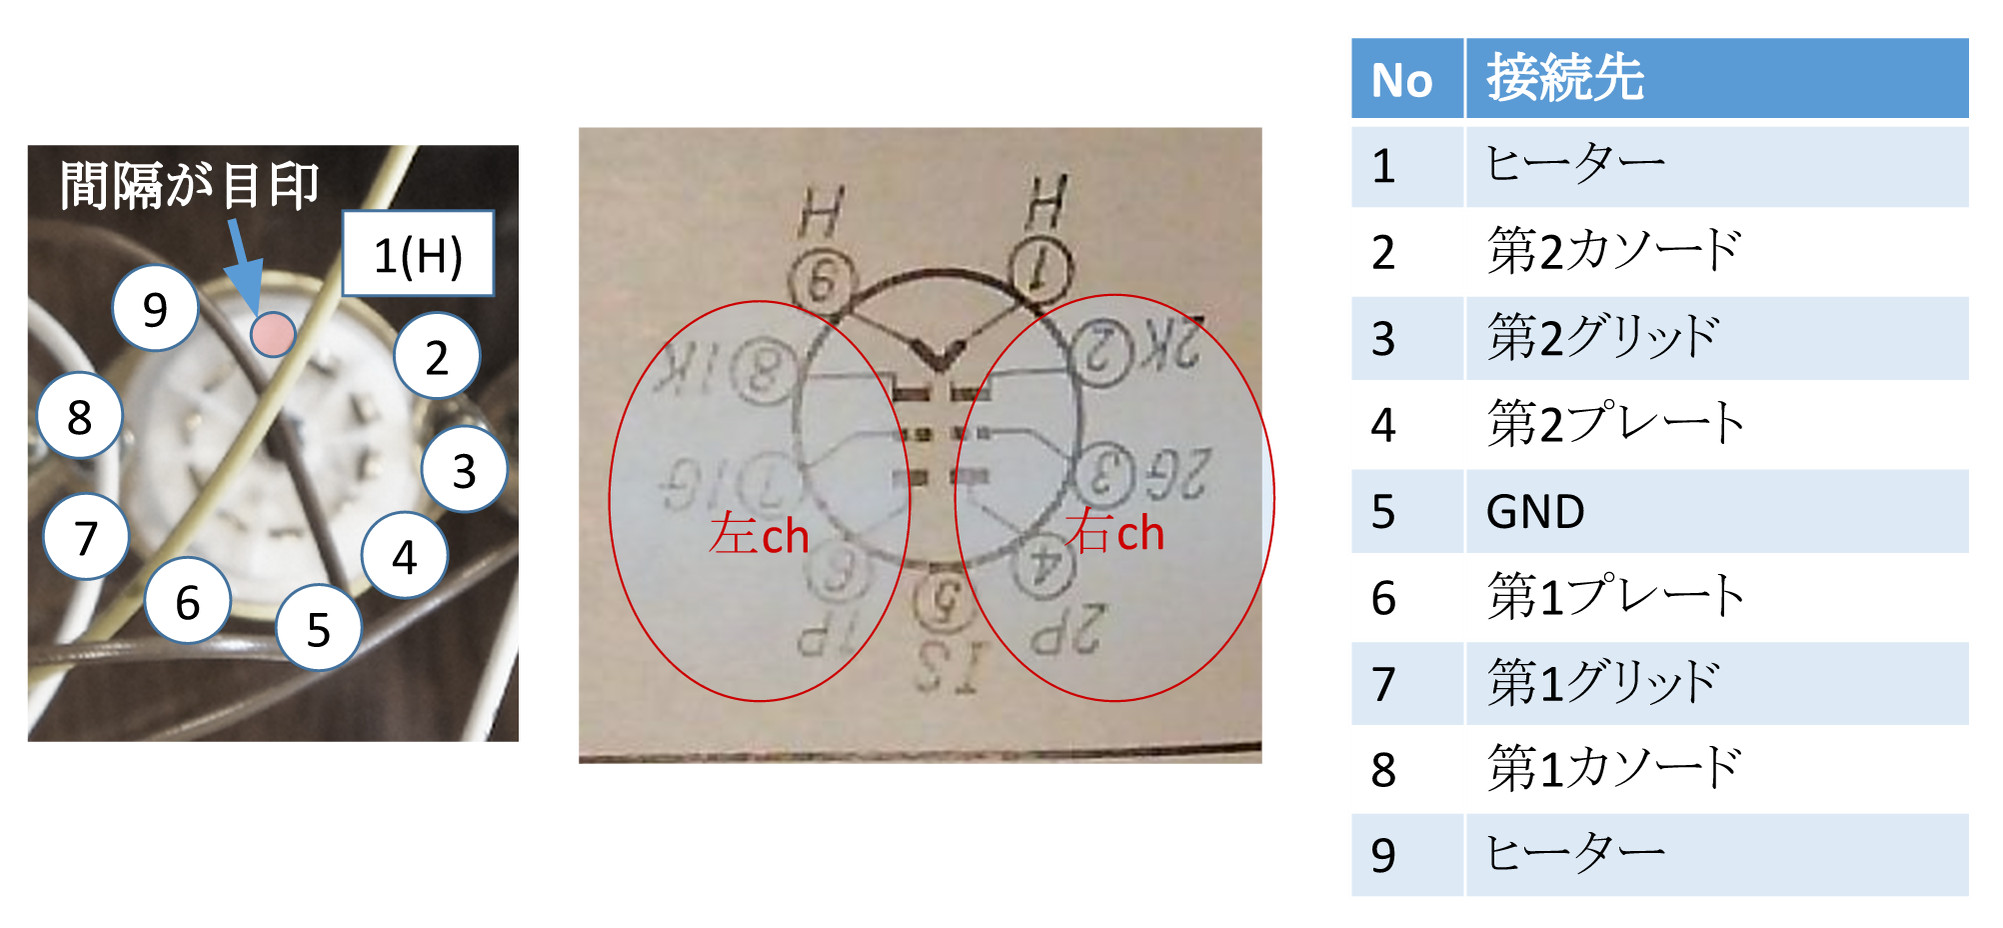 間隔が目印
1(H)
9
2
8
3
7
4
6
5
H
H
9
1
8 1K
2 2K
7 1G
3 2G
左ch
右ch
6
4
1P
5
2P
IS
No 接続先
1 ヒーター
2 第2カソード
3 第2グリッド
4 第2プレート
5 GND
6 第1プレート
7 第1グリッド
8 第1カソード
9 ヒーター